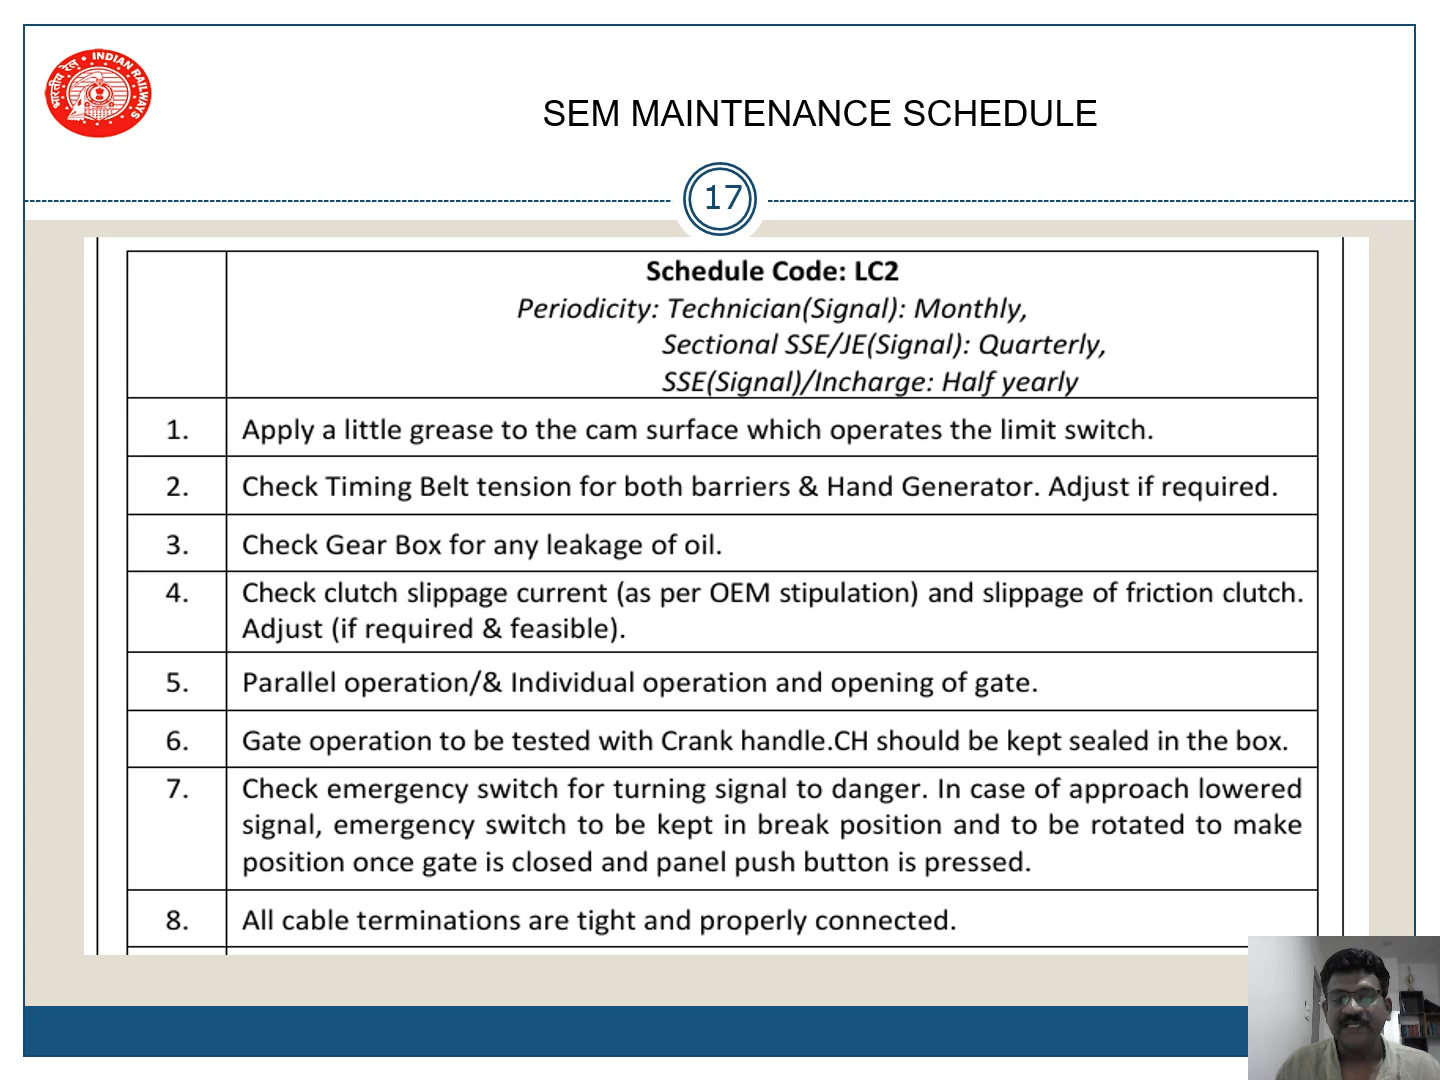 भारतीय रेल • INDIAN RAILWAYS
SEM MAINTENANCE SCHEDULE
17
Schedule Code: LC2
Periodicity: Technician(Signal): Monthly,
Sectional SSE/JE(Signal): Quarterly,
SSE(Signal)/Incharge: Half yearly
1. Apply a little grease to the cam surface which operates the limit switch.
2. Check Timing Belt tension for both barriers & Hand Generator. Adjust if required.
3. Check Gear Box for any leakage of oil.
4. Check clutch slippage current (as per OEM stipulation) and slippage of friction clutch.
Adjust (if required & feasible).
5. Parallel operation/& Individual operation and opening of gate.
6. Gate operation to be tested with Crank handle.CH should be kept sealed in the box.
7. Check emergency switch for turning signal to danger. In case of approach lowered
signal, emergency switch to be kept in break position and to be rotated to make
position once gate is closed and panel push button is pressed.
8. All cable terminations are tight and properly connected.